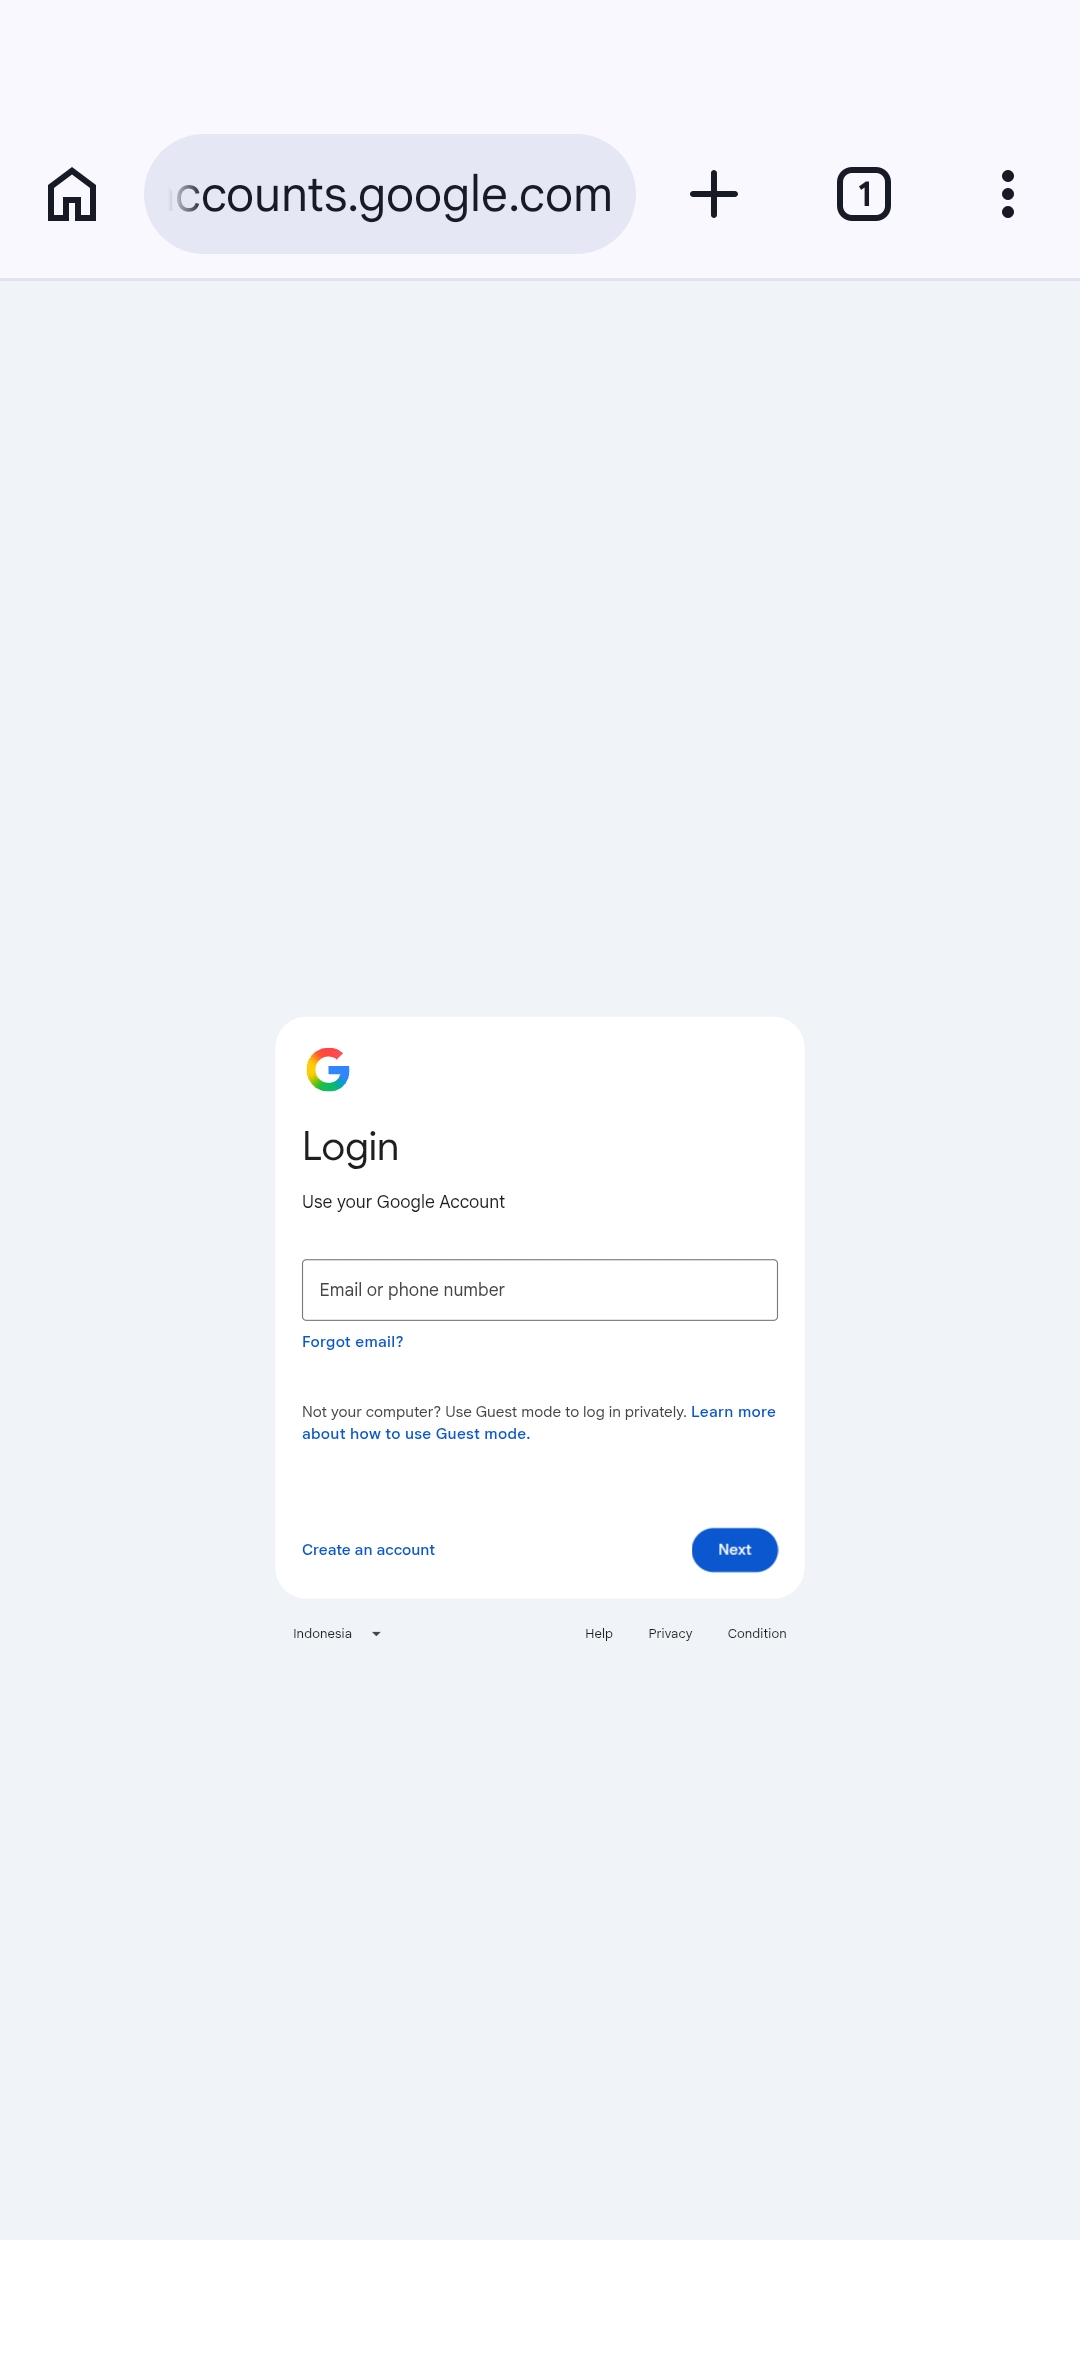 ccounts.google.com
1
Login
Use your Google Account
Email or phone number
Forgot email?
Not your computer? Use Guest mode to log in privately. Learn more
about how to use Guest mode.
Create an account
Next
Indonesia
Help
Privacy
Condition